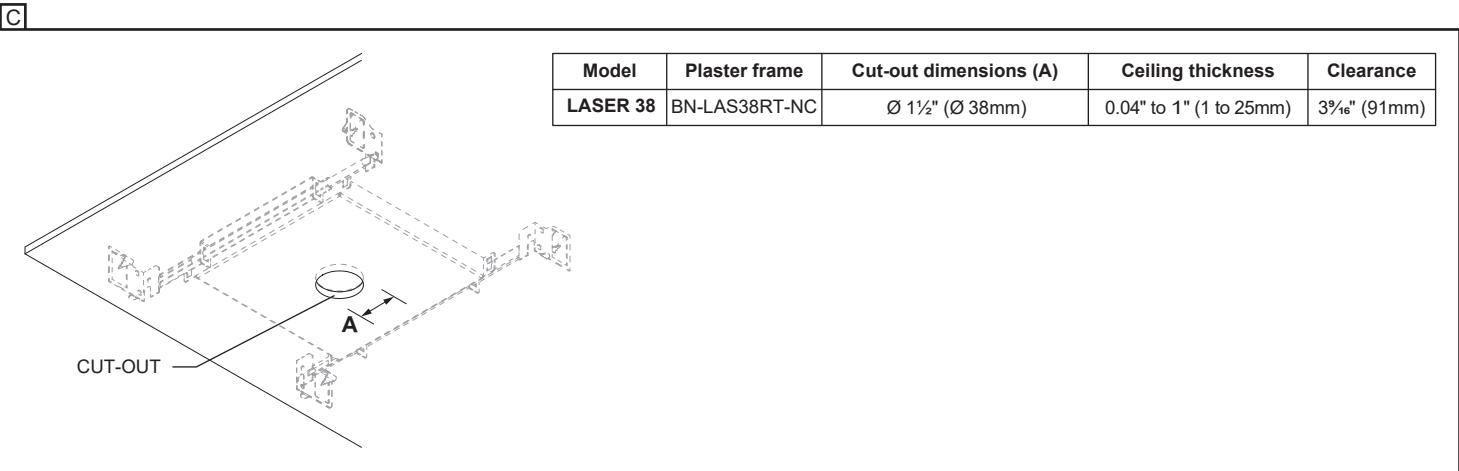 C
Model Plaster frame Cut-out dimensions (A) Ceiling thickness Clearance
LASER 38 BN-LAS38RT-NC Ø 1½" (Ø 38mm) 0.04" to 1" (1 to 25mm) 3⁹⁄₁₆" (91mm)
A
CUT-OUT